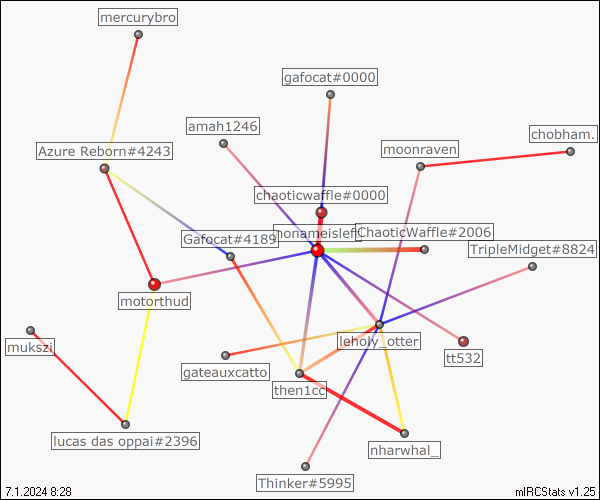 mercurybro
gafocat#0000
amah1246
chobham.
Azure Reborn#4243
moonraven
chaoticwaffle#0000
nonameisleft
ChaoticWaffle#2006
Gafocat#4189
TripleMidget#8824
motorthud
leholy_otter
mukszi
tt532
gateauxcatto
then1cc
lucas das oppai#2396
nharwhal_
Thinker#5995
7.1.2024 8:28
mIRCStats v1.25